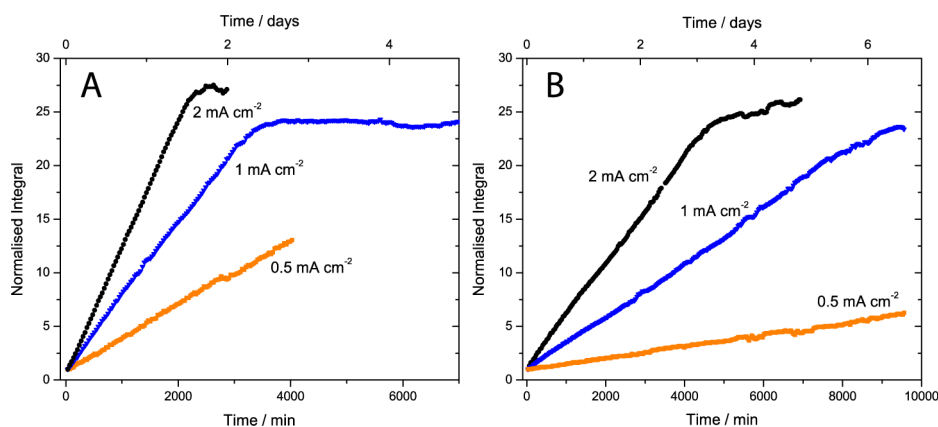 Time / days
0 2 4
30
25
20
15
10
5
0
Normalised Integral
A
2 mA cm⁻²
1 mA cm⁻²
0.5 mA cm⁻²
0 2000 4000 6000
Time / min
Time / days
0 2 4 6
30
25
20
15
10
5
0
Normalised Integral
B
2 mA cm⁻²
1 mA cm⁻²
0.5 mA cm⁻²
0 2000 4000 6000 8000 10000
Time / min